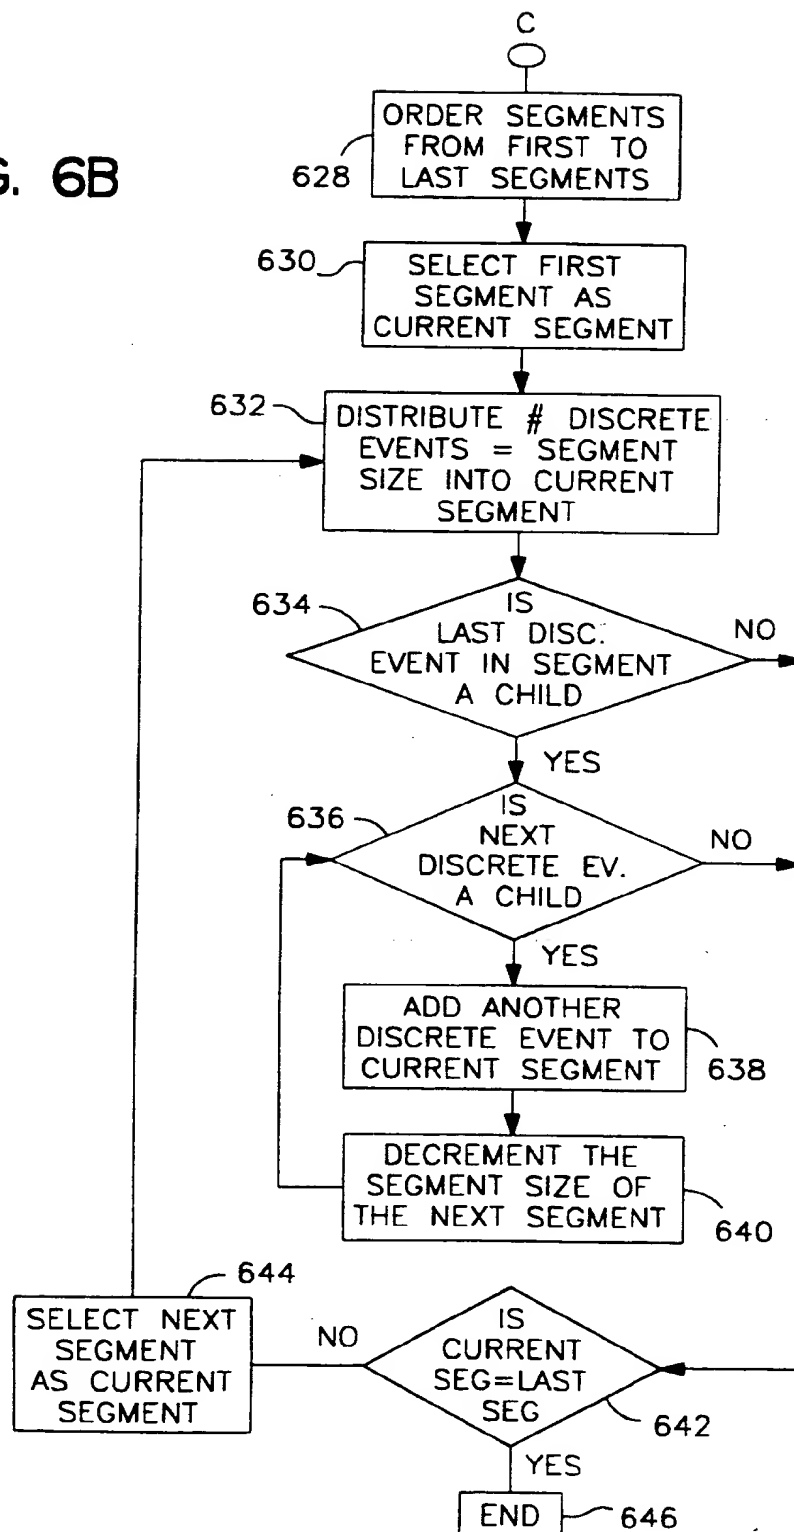 C
ORDER SEGMENTS
FROM FIRST TO
LAST SEGMENTS
628
G. 6B
630
SELECT FIRST
SEGMENT AS
CURRENT SEGMENT
632
DISTRIBUTE # DISCRETE
EVENTS = SEGMENT
SIZE INTO CURRENT
SEGMENT
634
IS
LAST DISC.
EVENT IN SEGMENT
A CHILD
NO
YES
636
IS
NEXT
DISCRETE EV.
A CHILD
NO
YES
ADD ANOTHER
DISCRETE EVENT TO
CURRENT SEGMENT
638
DECREMENT THE
SEGMENT SIZE OF
THE NEXT SEGMENT
640
644
SELECT NEXT
SEGMENT
AS CURRENT
SEGMENT
NO
IS
CURRENT
SEG=LAST
SEG
642
YES
END
646